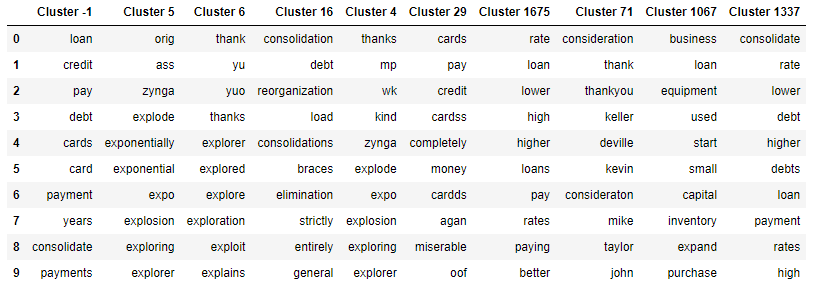 Cluster -1 Cluster 5 Cluster 6 Cluster 16 Cluster 4 Cluster 29 Cluster 1675 Cluster 71 Cluster 1067 Cluster 1337
0 loan orig thank consolidation thanks cards rate consideration business consolidate
1 credit ass yu debt mp pay loan thank loan rate
2 pay zynga yuo reorganization wk credit lower thankyou equipment lower
3 debt explode thanks load kind cardss high keller used debt
4 cards exponentially explorer consolidations zynga completely higher deville start higher
5 card exponential explored braces explode money loans kevin small debts
6 payment expo explore elimination expo cardds pay consideraton capital loan
7 years explosion exploration strictly explosion agan rates mike inventory payment
8 consolidate exploring exploit entirely exploring miserable paying taylor expand rates
9 payments explorer explains general explorer oof better john purchase high